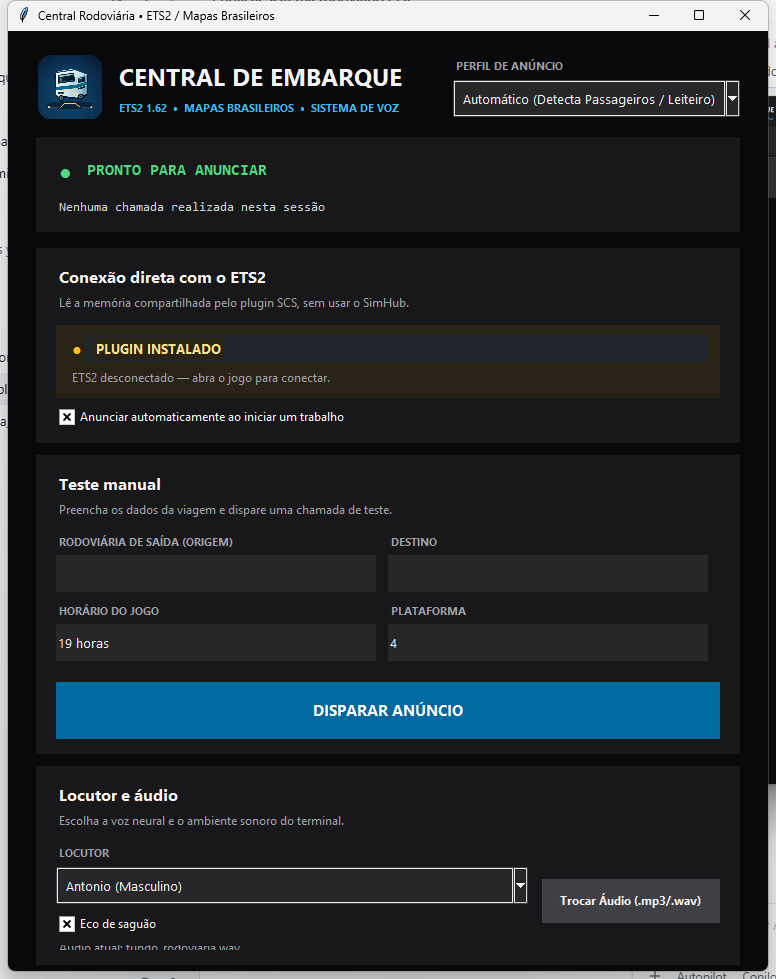 Central Rodoviária • ETS2 / Mapas Brasileiros
CENTRAL DE EMBARQUE
ETS2 1.62 • MAPAS BRASILEIROS • SISTEMA DE VOZ
PERFIL DE ANÚNCIO
Automático (Detecta Passageiros / Leiteiro)
PRONTO PARA ANUNCIAR
Nenhuma chamada realizada nesta sessão
Conexão direta com o ETS2
Lê a memória compartilhada pelo plugin SCS, sem usar o SimHub.
PLUGIN INSTALADO
ETS2 desconectado — abra o jogo para conectar.
Anunciar automaticamente ao iniciar um trabalho
Teste manual
Preencha os dados da viagem e dispare uma chamada de teste.
RODOVIÁRIA DE SAÍDA (ORIGEM)
DESTINO
HORÁRIO DO JOGO
PLATAFORMA
19 horas
4
DISPARAR ANÚNCIO
Locutor e áudio
Escolha a voz neural e o ambiente sonoro do terminal.
LOCUTOR
Antonio (Masculino)
Trocar Áudio (.mp3/.wav)
Eco de saguão
Áudio atual: fundo_rodoviaria.wav
Autopilot